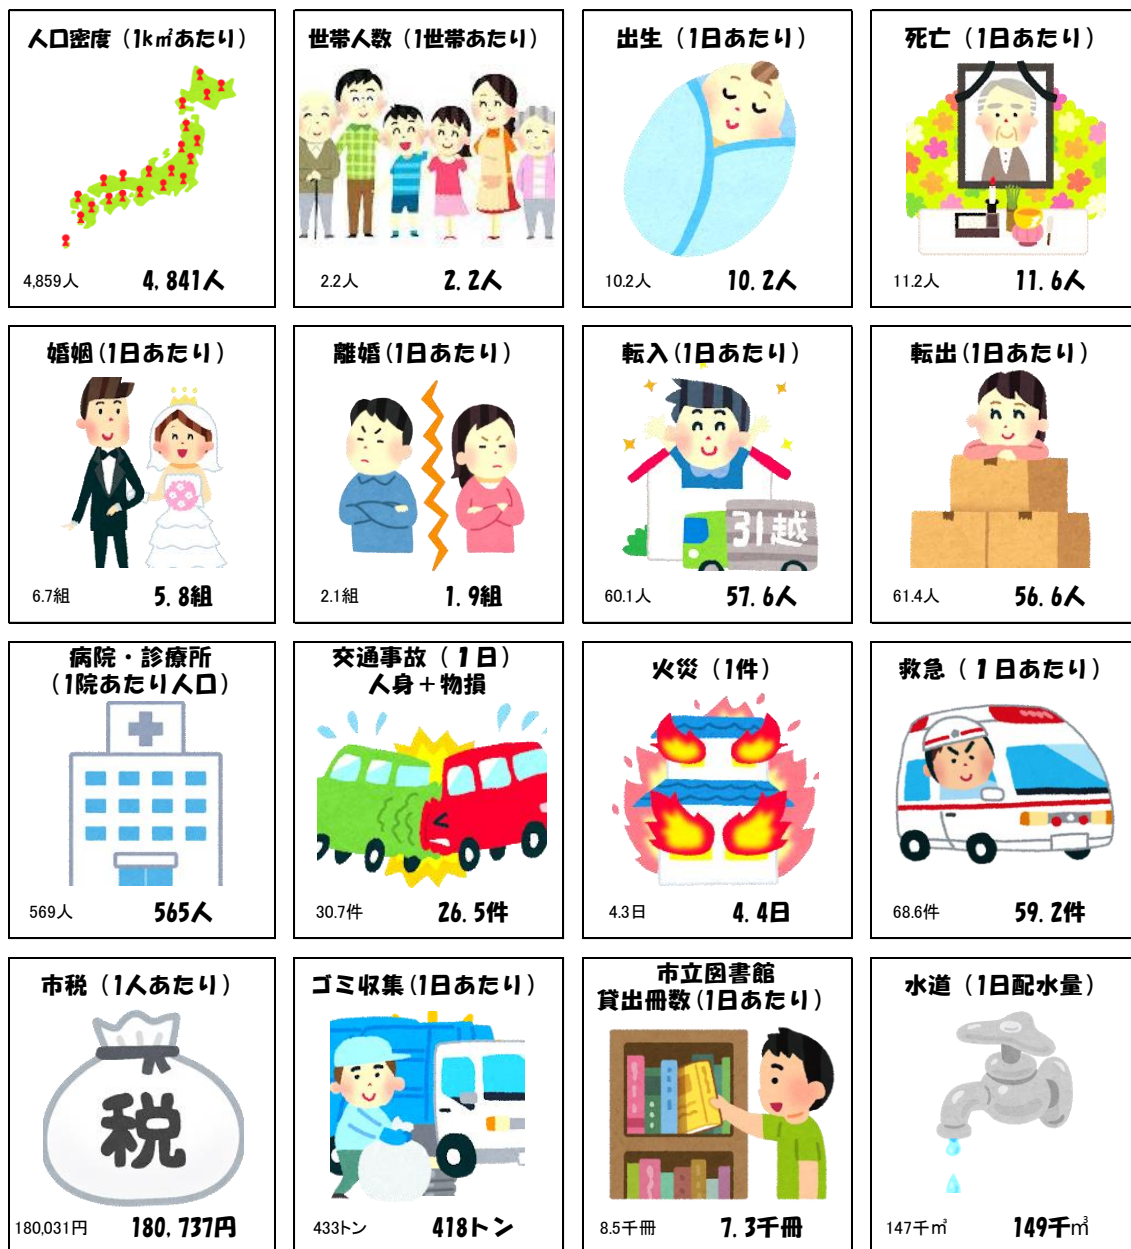 人口密度（1k㎡あたり）
4,859人 4,841人
世帯人数（1世帯あたり）
2.2人 2.2人
出生（1日あたり）
10.2人 10.2人
死亡（1日あたり）
11.2人 11.6人
婚姻（1日あたり）
6.7組 5.8組
離婚（1日あたり）
2.1組 1.9組
転入（1日あたり）
引越
60.1人 57.6人
転出（1日あたり）
61.4人 56.6人
病院・診療所
（1院あたり人口）
569人 565人
交通事故（1日）
人身＋物損
30.7件 26.5件
火災（1件）
4.3日 4.4日
救急（1日あたり）
68.6件 59.2件
市税（1人あたり）
税
180,031円 180,737円
ゴミ収集（1日あたり）
433トン 418トン
市立図書館
貸出冊数（1日あたり）
8.5千冊 7.3千冊
水道（1日配水量）
147千㎥ 149千㎥